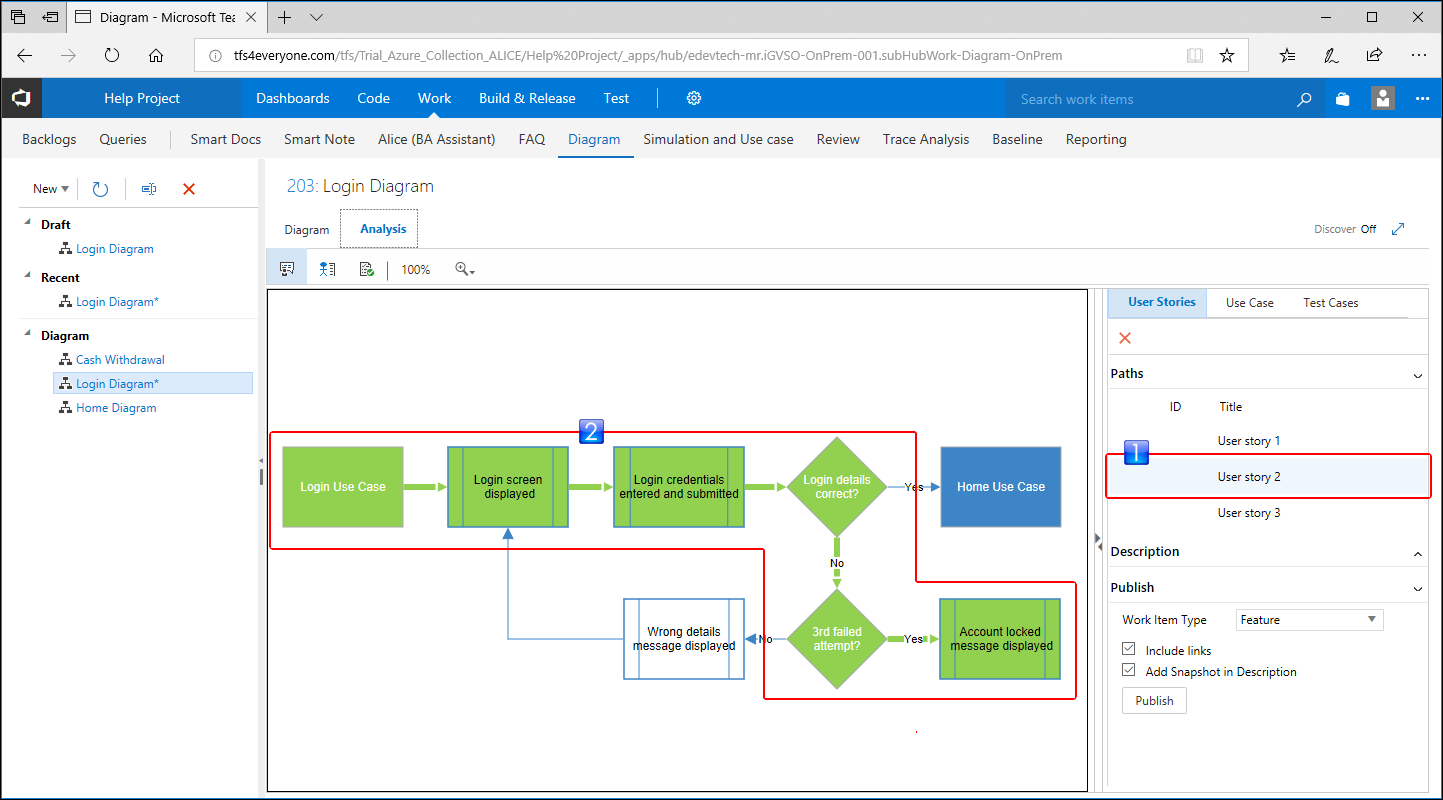 Diagram - Microsoft Tea
tfs4everyone.com/tfs/Trial_Azure_Collection_ALICE/Help%20Project/_apps/hub/edevtech-mr.iGVSO-OnPrem-001.subHubWork-Diagram-OnPrem
Help Project
Dashboards
Code
Work
Build & Release
Test
Search work items
Backlogs
Queries
Smart Docs
Smart Note
Alice (BA Assistant)
FAQ
Diagram
Simulation and Use case
Review
Trace Analysis
Baseline
Reporting
New
Draft
Login Diagram
Recent
Login Diagram*
Diagram
Cash Withdrawal
Login Diagram*
Home Diagram
203: Login Diagram
Diagram
Analysis
Discover Off
100%
2
Login Use Case
Login screen
displayed
Login credentials
entered and submitted
Login details
correct?
Yes
Home Use Case
No
Wrong details
message displayed
No
3rd failed
attempt?
Yes
Account locked
message displayed
User Stories
Use Case
Test Cases
Paths
ID
Title
User story 1
1
User story 2
User story 3
Description
Publish
Work Item Type
Feature
Include links
Add Snapshot in Description
Publish